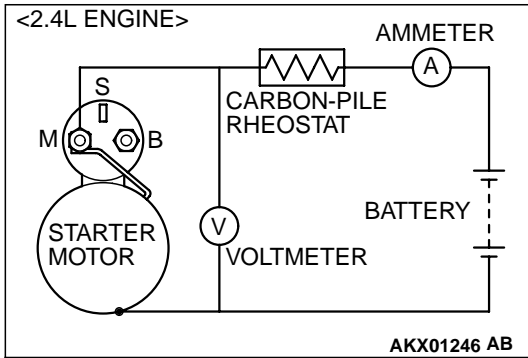 <2.4L ENGINE>
AMMETER
A
S
CARBON-PILE
RHEOSTAT
M
B
BATTERY
STARTER
MOTOR
V
VOLTMETER
AKX01246 AB